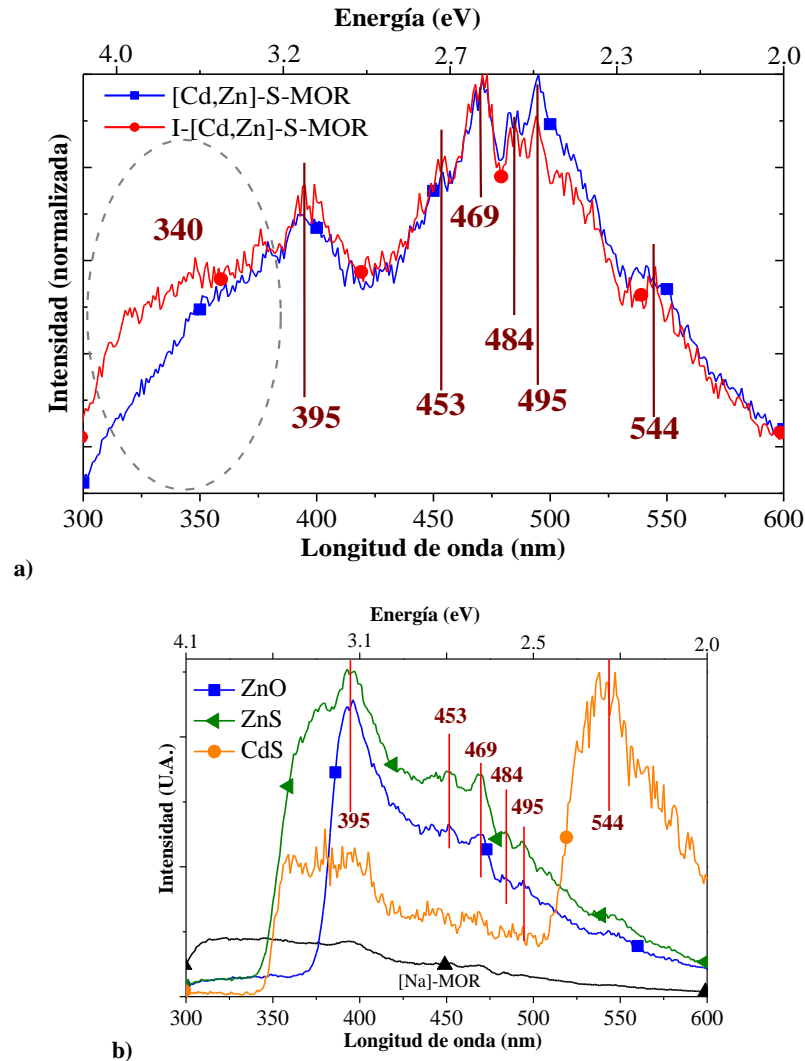 Energía (eV)
4.0 3.2 2.7 2.3 2.0
[Cd,Zn]-S-MOR
I-[Cd,Zn]-S-MOR
340
469
484
395
453
495
544
Intensidad (normalizada)
300 350 400 450 500 550 600
Longitud de onda (nm)
a)
Energía (eV)
4.1 3.1 2.5 2.0
ZnO
ZnS
CdS
453
469
484
495
395
544
Intensidad (U.A.)
[Na]-MOR
300 350 400 450 500 550 600
Longitud de onda (nm)
b)